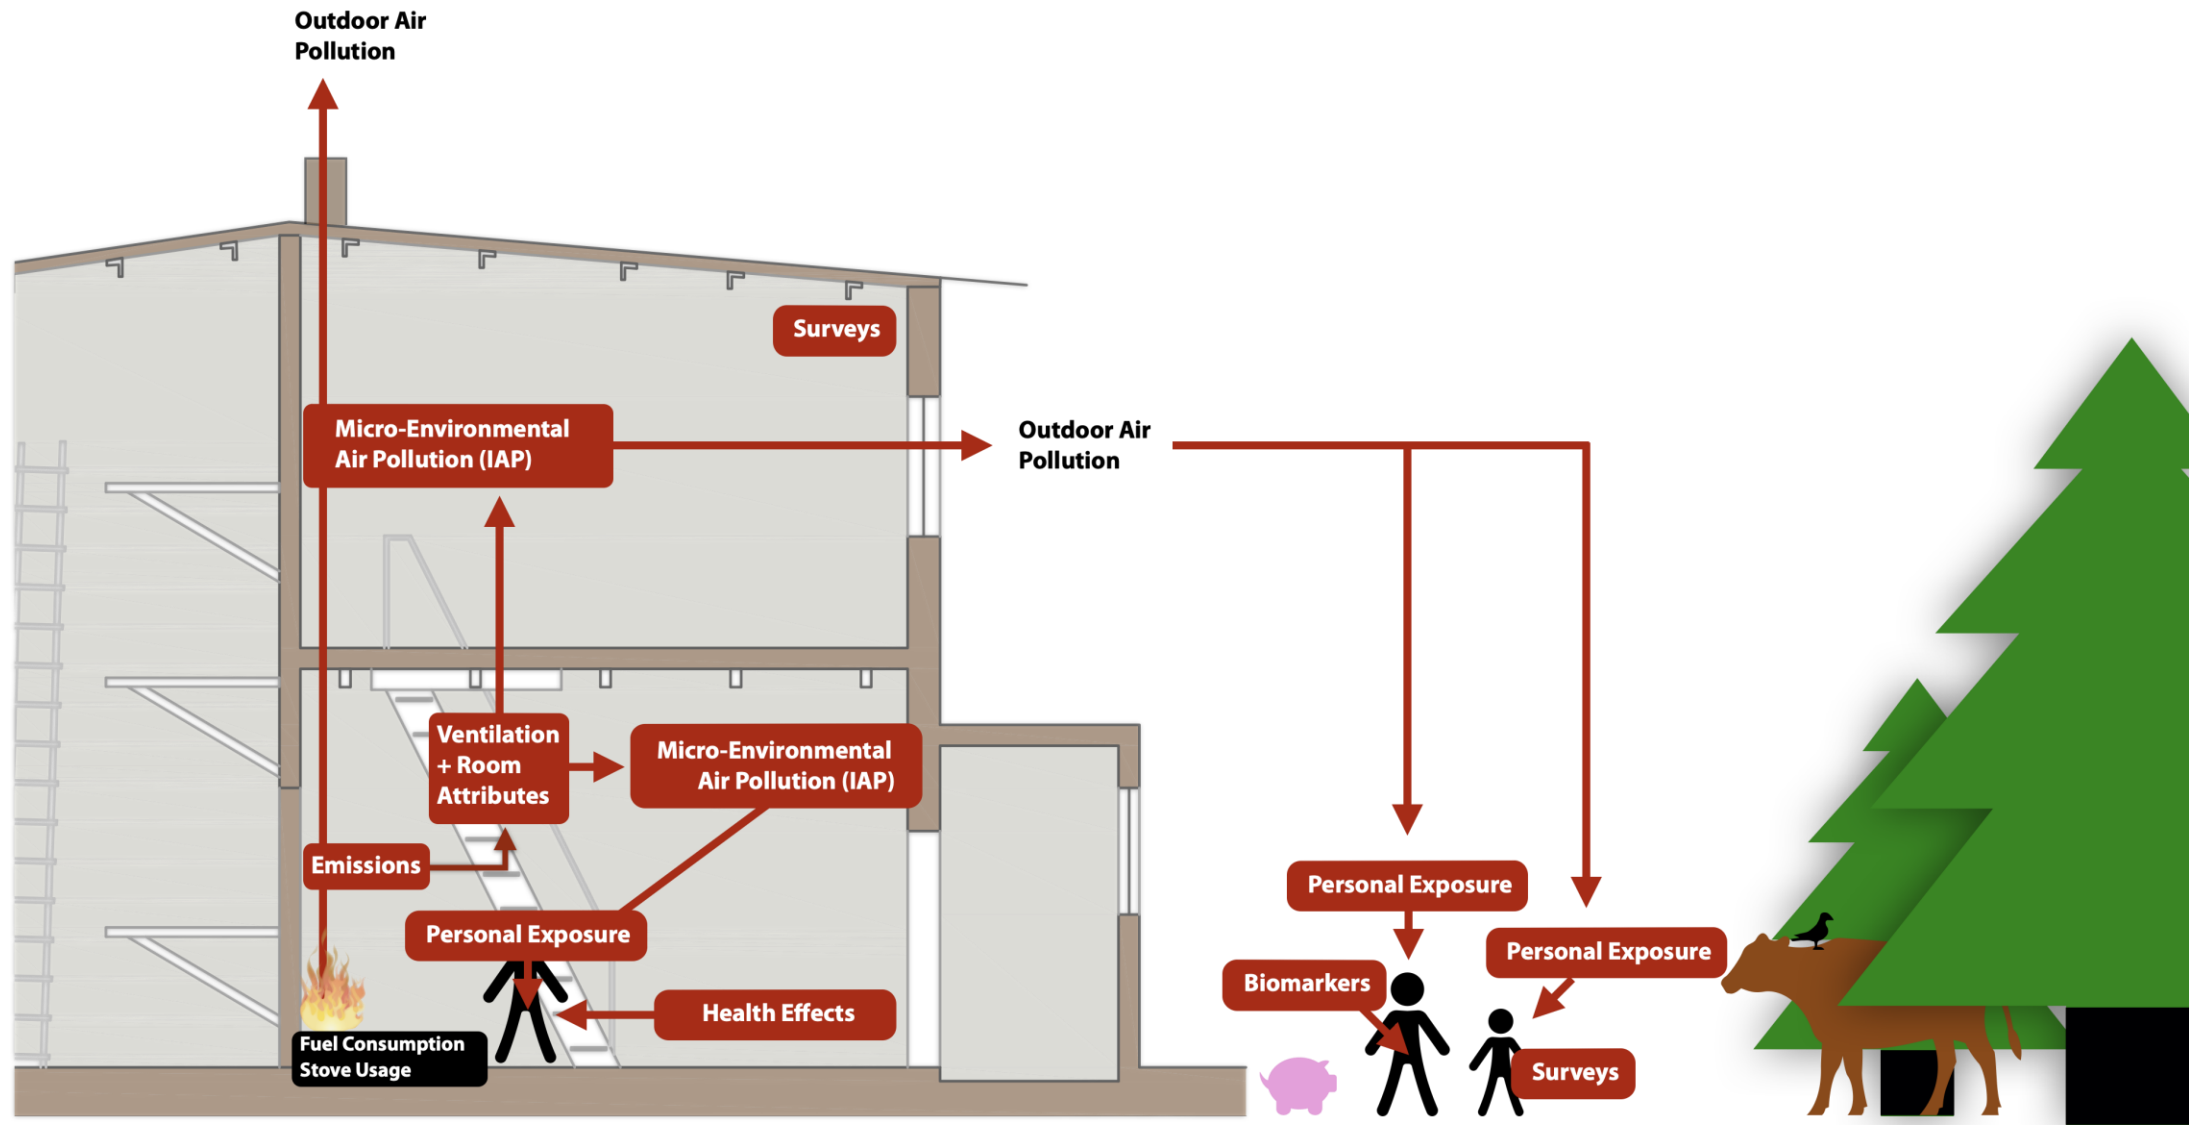 Outdoor Air
Pollution
Surveys
Micro-Environmental
Air Pollution (IAP)
Outdoor Air
Pollution
Ventilation
+ Room
Attributes
Micro-Environmental
Air Pollution (IAP)
Emissions
Personal Exposure
Health Effects
Fuel Consumption
Stove Usage
Personal Exposure
Personal Exposure
Biomarkers
Surveys